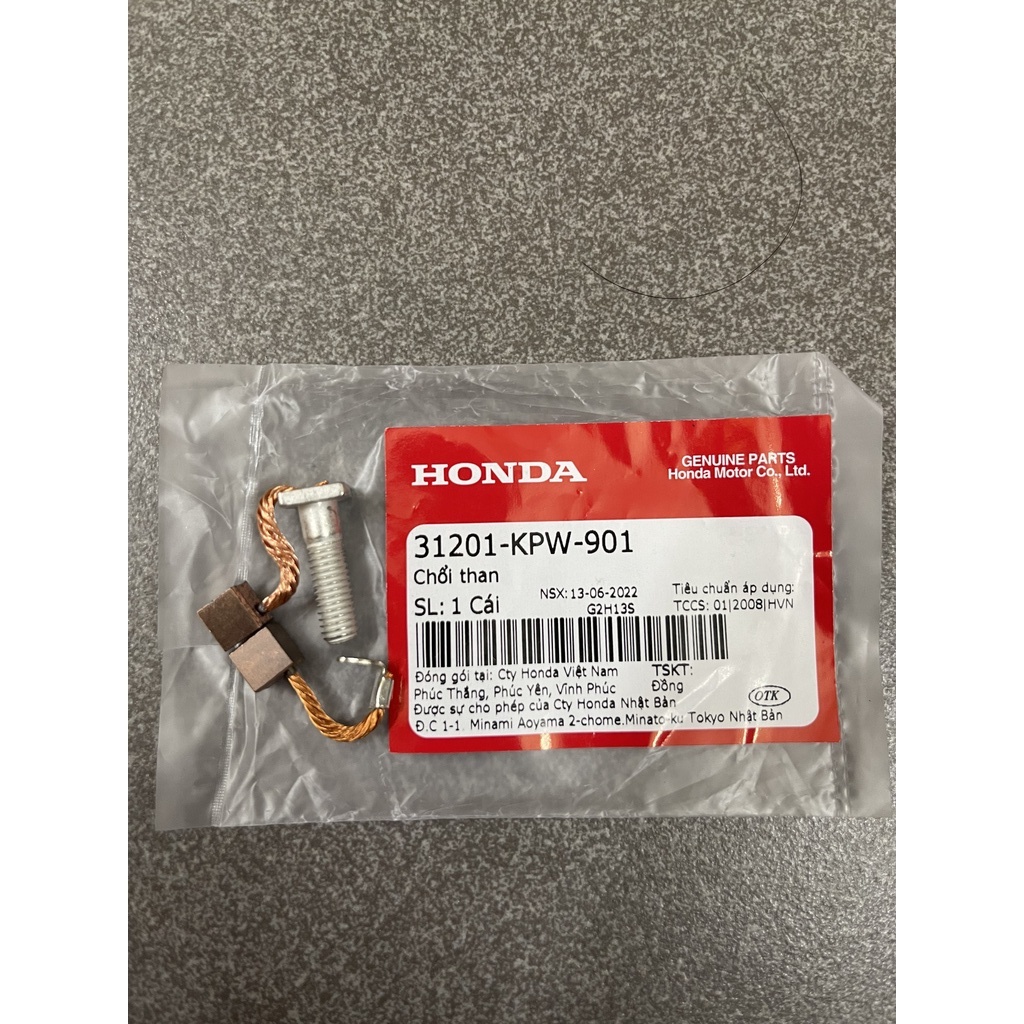 HONDA
GENUINE PARTS
Honda Motor Co., Ltd.
31201-KPW-901
Chổi than
SL: 1 Cái
NSX: 13-06-2022
G2H13S
Tiêu chuẩn áp dụng:
TCCS: 01|2008|HVN
Đóng gói tại: Cty Honda Việt Nam
Phúc Thắng, Phúc Yên, Vĩnh Phúc
TSKT:
Đồng
Được sự cho phép của Cty Honda Nhật Bản
Đ.C 1-1, Minami Aoyama 2-chome.Minato-ku Tokyo Nhật Bản
OTK